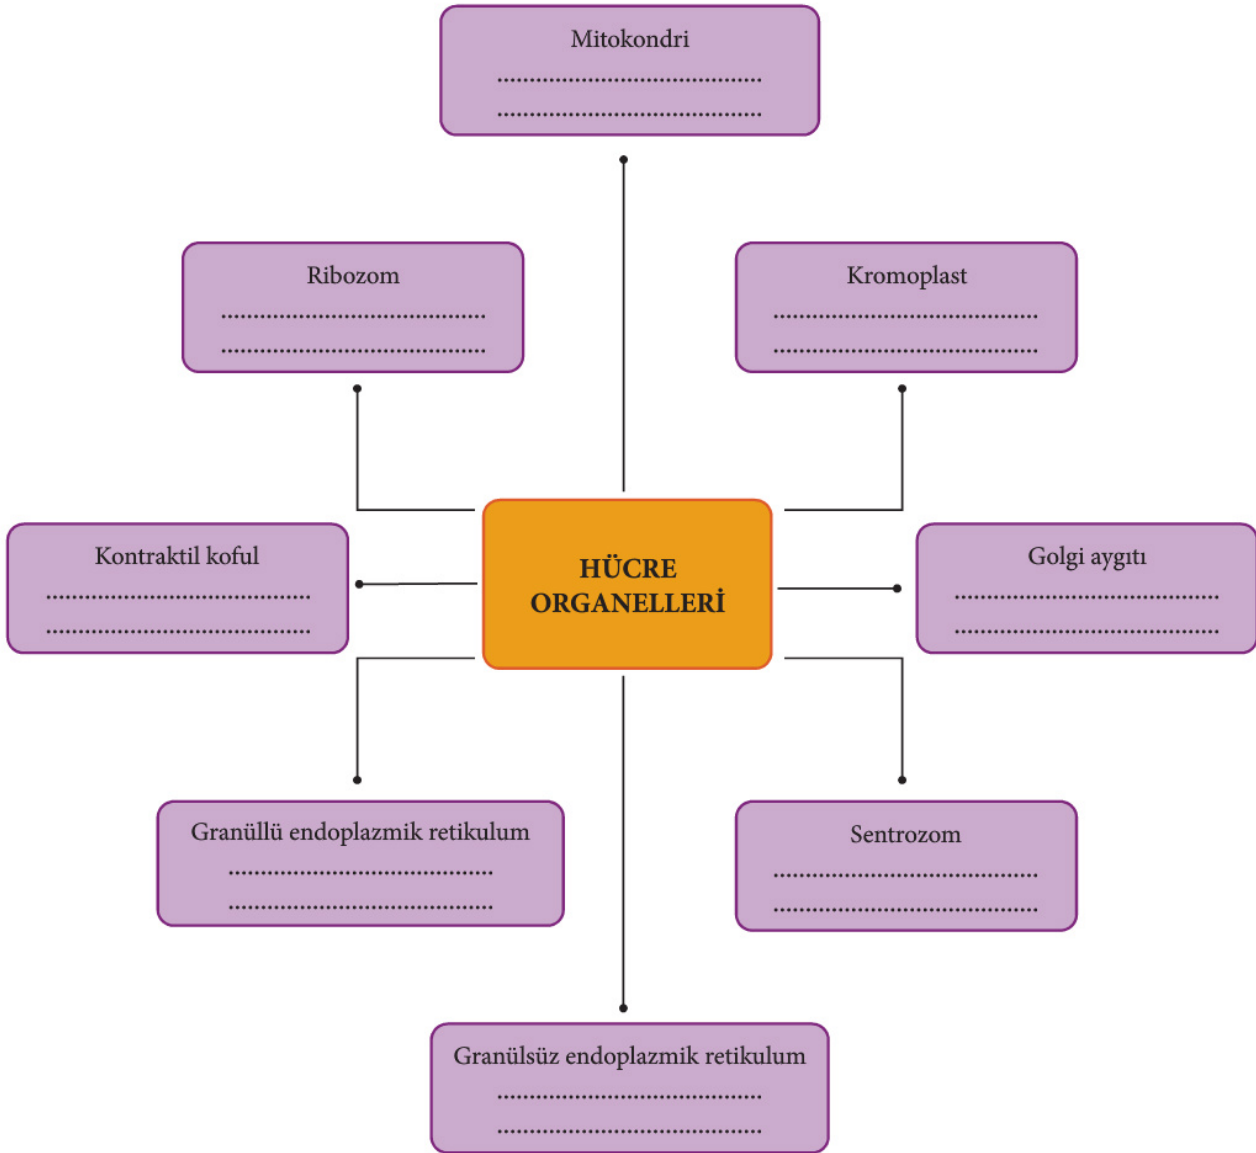 Mitokondri
................................................
................................................
Ribozom
................................................
................................................
Kromoplast
................................................
................................................
Kontraktil koful
................................................
................................................
HÜCRE
ORGANELLERİ
Golgi aygıtı
................................................
................................................
Granüllü endoplazmik retikulum
................................................
................................................
Sentrozom
................................................
................................................
Granülsüz endoplazmik retikulum
................................................
................................................